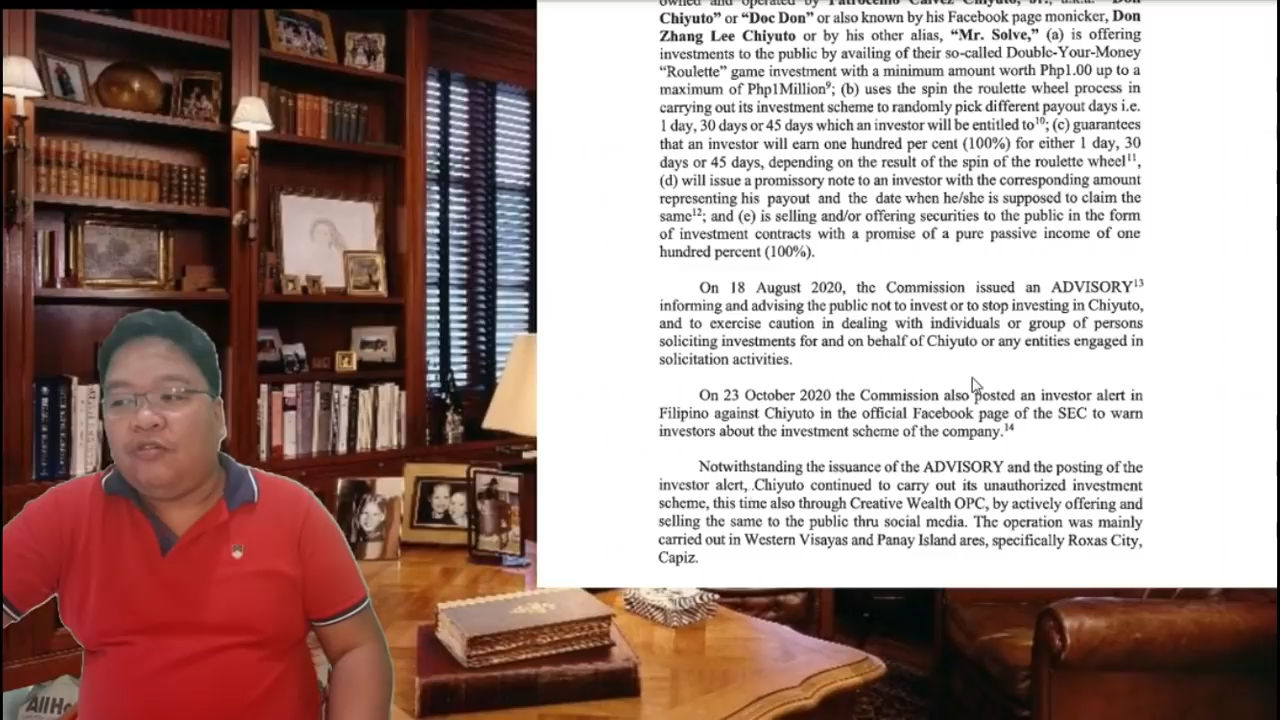 owned and operated by Patrocenio Calvez Chiyuto, Jr., a.k.a. "Don
Chiyuto" or "Doc Don" or also known by his Facebook page monicker, Don
Zhang Lee Chiyuto or by his other alias, "Mr. Solve," (a) is offering
investments to the public by availing of their so-called Double-Your-Money
"Roulette" game investment with a minimum amount worth Php1.00 up to a
maximum of Php1Million⁹; (b) uses the spin the roulette wheel process in
carrying out its investment scheme to randomly pick different payout days i.e.
1 day, 30 days or 45 days which an investor will be entitled to¹⁰; (c) guarantees
that an investor will earn one hundred per cent (100%) for either 1 day, 30
days or 45 days, depending on the result of the spin of the roulette wheel¹¹,
(d) will issue a promissory note to an investor with the corresponding amount
representing his payout and the date when he/she is supposed to claim the
same¹²; and (e) is selling and/or offering securities to the public in the form
of investment contracts with a promise of a pure passive income of one
hundred percent (100%).
On 18 August 2020, the Commission issued an ADVISORY¹³
informing and advising the public not to invest or to stop investing in Chiyuto,
and to exercise caution in dealing with individuals or group of persons
soliciting investments for and on behalf of Chiyuto or any entities engaged in
solicitation activities.
On 23 October 2020 the Commission also posted an investor alert in
Filipino against Chiyuto in the official Facebook page of the SEC to warn
investors about the investment scheme of the company.¹⁴
Notwithstanding the issuance of the ADVISORY and the posting of the
investor alert, .Chiyuto continued to carry out its unauthorized investment
scheme, this time also through Creative Wealth OPC, by actively offering and
selling the same to the public thru social media. The operation was mainly
carried out in Western Visayas and Panay Island ares, specifically Roxas City,
Capiz.
AllHo